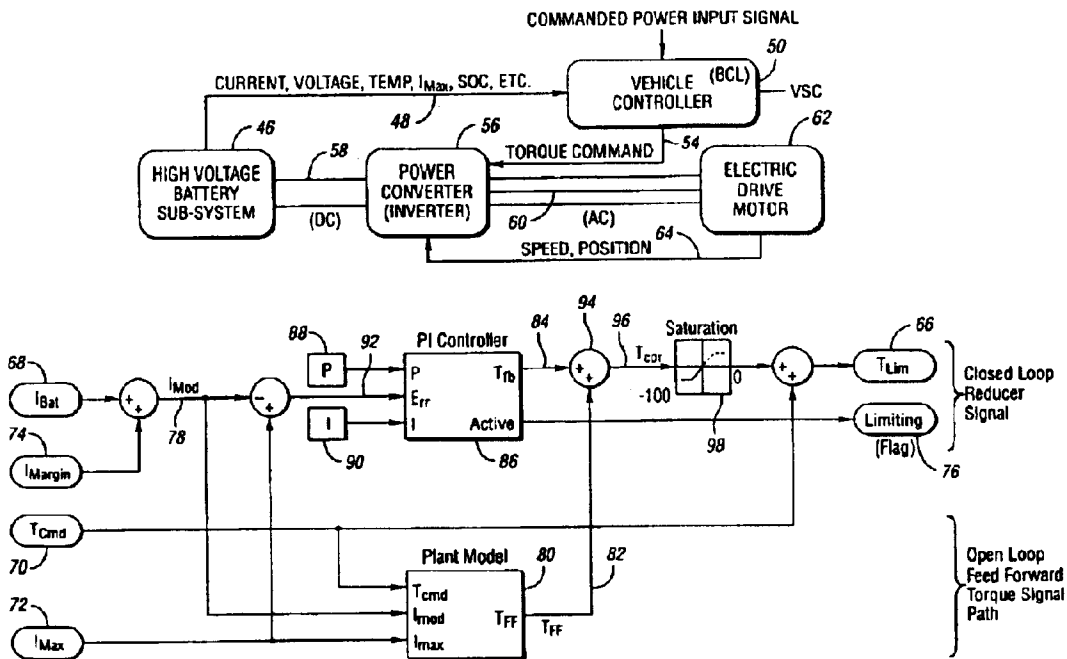 COMMANDED POWER INPUT SIGNAL
50
(BCL)
VEHICLE
CONTROLLER
VSC
CURRENT, VOLTAGE, TEMP, IMax, SOC, ETC.
48
46
58
56
54
62
TORQUE COMMAND
HIGH VOLTAGE
BATTERY
SUB-SYSTEM
POWER
CONVERTER
(INVERTER)
ELECTRIC
DRIVE
MOTOR
(DC)
60
(AC)
SPEED, POSITION
64
94
88
92
PI Controller
84
96
Saturation
66
68
P
P
TFb
+
+
Tcor
0
-100
+
+
TLim
Closed Loop
Reducer
Signal
IBat
+
+
IMod
-
+
Err
78
74
IMargin
I
90
I
Active
86
98
Limiting
(Flag)
76
TCmd
70
Plant Model
80
82
Open Loop
Feed Forward
Torque Signal
Path
Tcmd
72
Imod
TFF
TFF
IMax
Imax